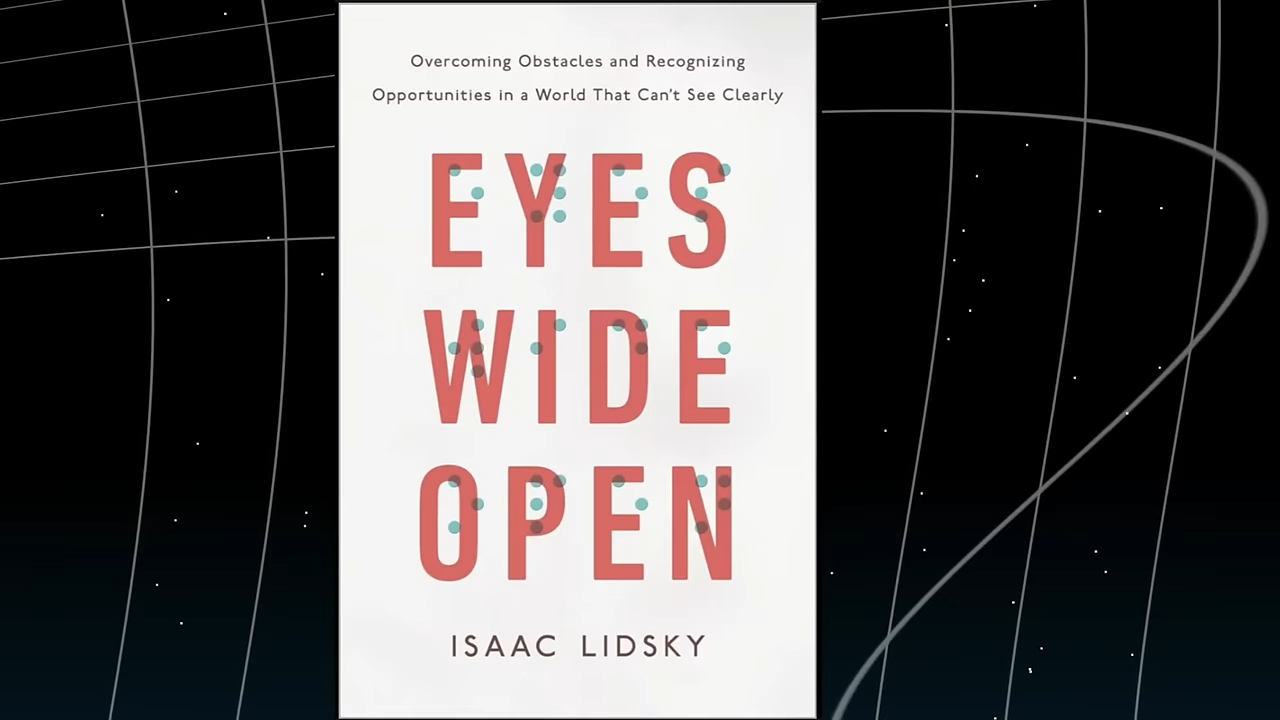 Overcoming Obstacles and Recognizing
Opportunities in a World That Can't See Clearly
EYES
WIDE
OPEN
ISAAC LIDSKY